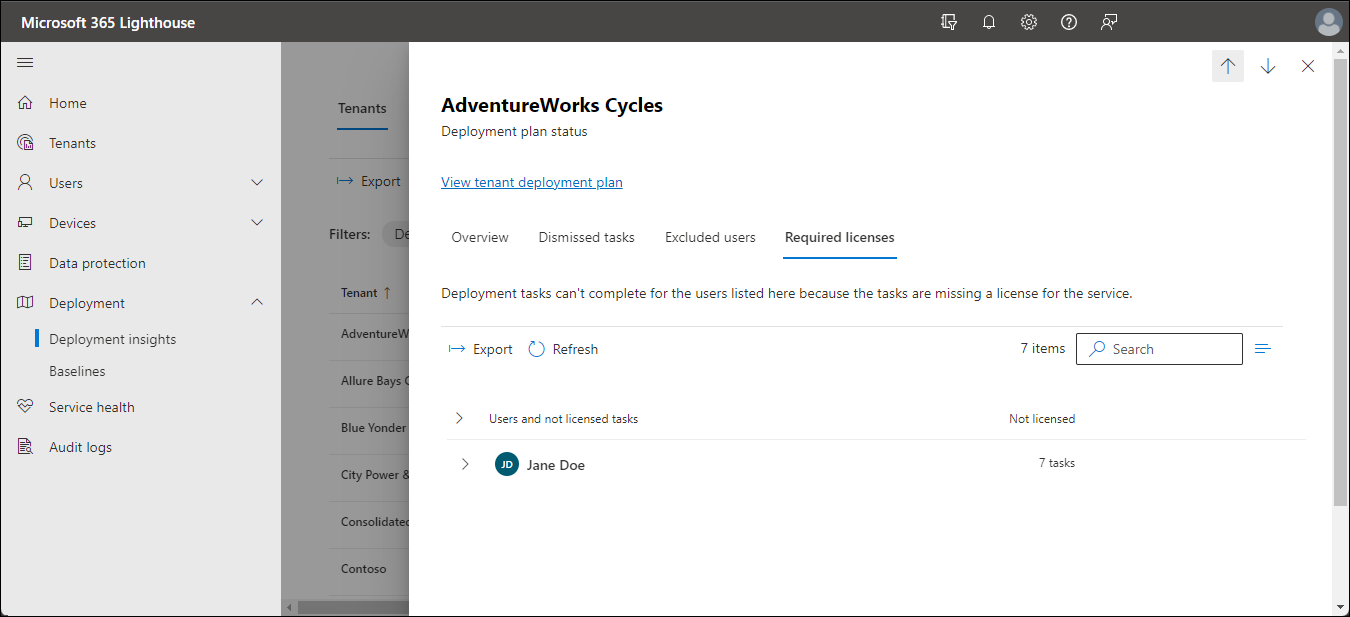 Microsoft 365 Lighthouse
Home
Tenants
Users
Devices
Data protection
Deployment
Deployment insights
Baselines
Service health
Audit logs
Tenants
Export
Filters: De
Tenant ↑
AdventureW
Allure Bays C
Blue Yonder
City Power &
Consolidated
Contoso
AdventureWorks Cycles
Deployment plan status
View tenant deployment plan
Overview Dismissed tasks Excluded users Required licenses
Deployment tasks can't complete for the users listed here because the tasks are missing a license for the service.
Export Refresh 7 items Search
Users and not licensed tasks Not licensed
JD Jane Doe 7 tasks